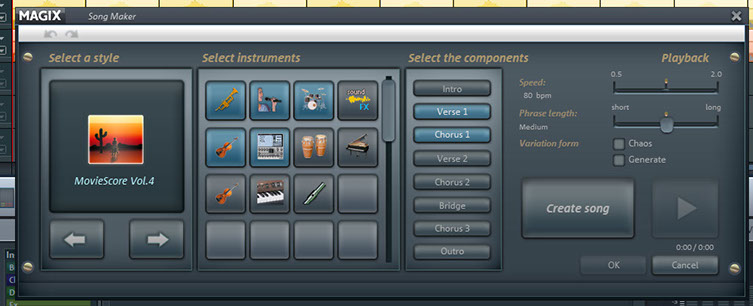 MAGIX
Song Maker
Select a style
Select instruments
Select the components
Playback
MovieScore Vol.4
sound
FX
Intro
Verse 1
Chorus 1
Verse 2
Chorus 2
Bridge
Chorus 3
Outro
0.5
2.0
Speed:
80 bpm
short
long
Phrase length:
Medium
Variation form
Chaos
Generate
Create song
0:00 / 0:00
OK
Cancel